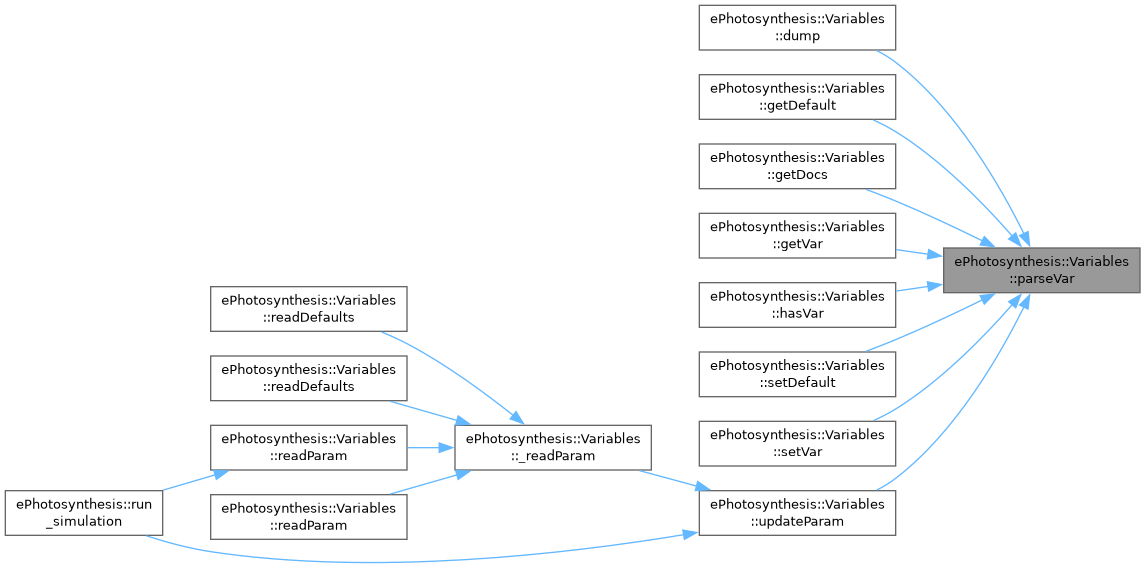 ePhotosynthesis::Variables
::dump
ePhotosynthesis::Variables
::getDefault
ePhotosynthesis::Variables
::getDocs
ePhotosynthesis::Variables
::getVar
ePhotosynthesis::Variables
::parseVar
ePhotosynthesis::Variables
::hasVar
ePhotosynthesis::Variables
::readDefaults
ePhotosynthesis::Variables
::setDefault
ePhotosynthesis::Variables
::readDefaults
ePhotosynthesis::Variables
::setVar
ePhotosynthesis::Variables
::readParam
ePhotosynthesis::Variables
::_readParam
ePhotosynthesis::run
_simulation
ePhotosynthesis::Variables
::readParam
ePhotosynthesis::Variables
::updateParam